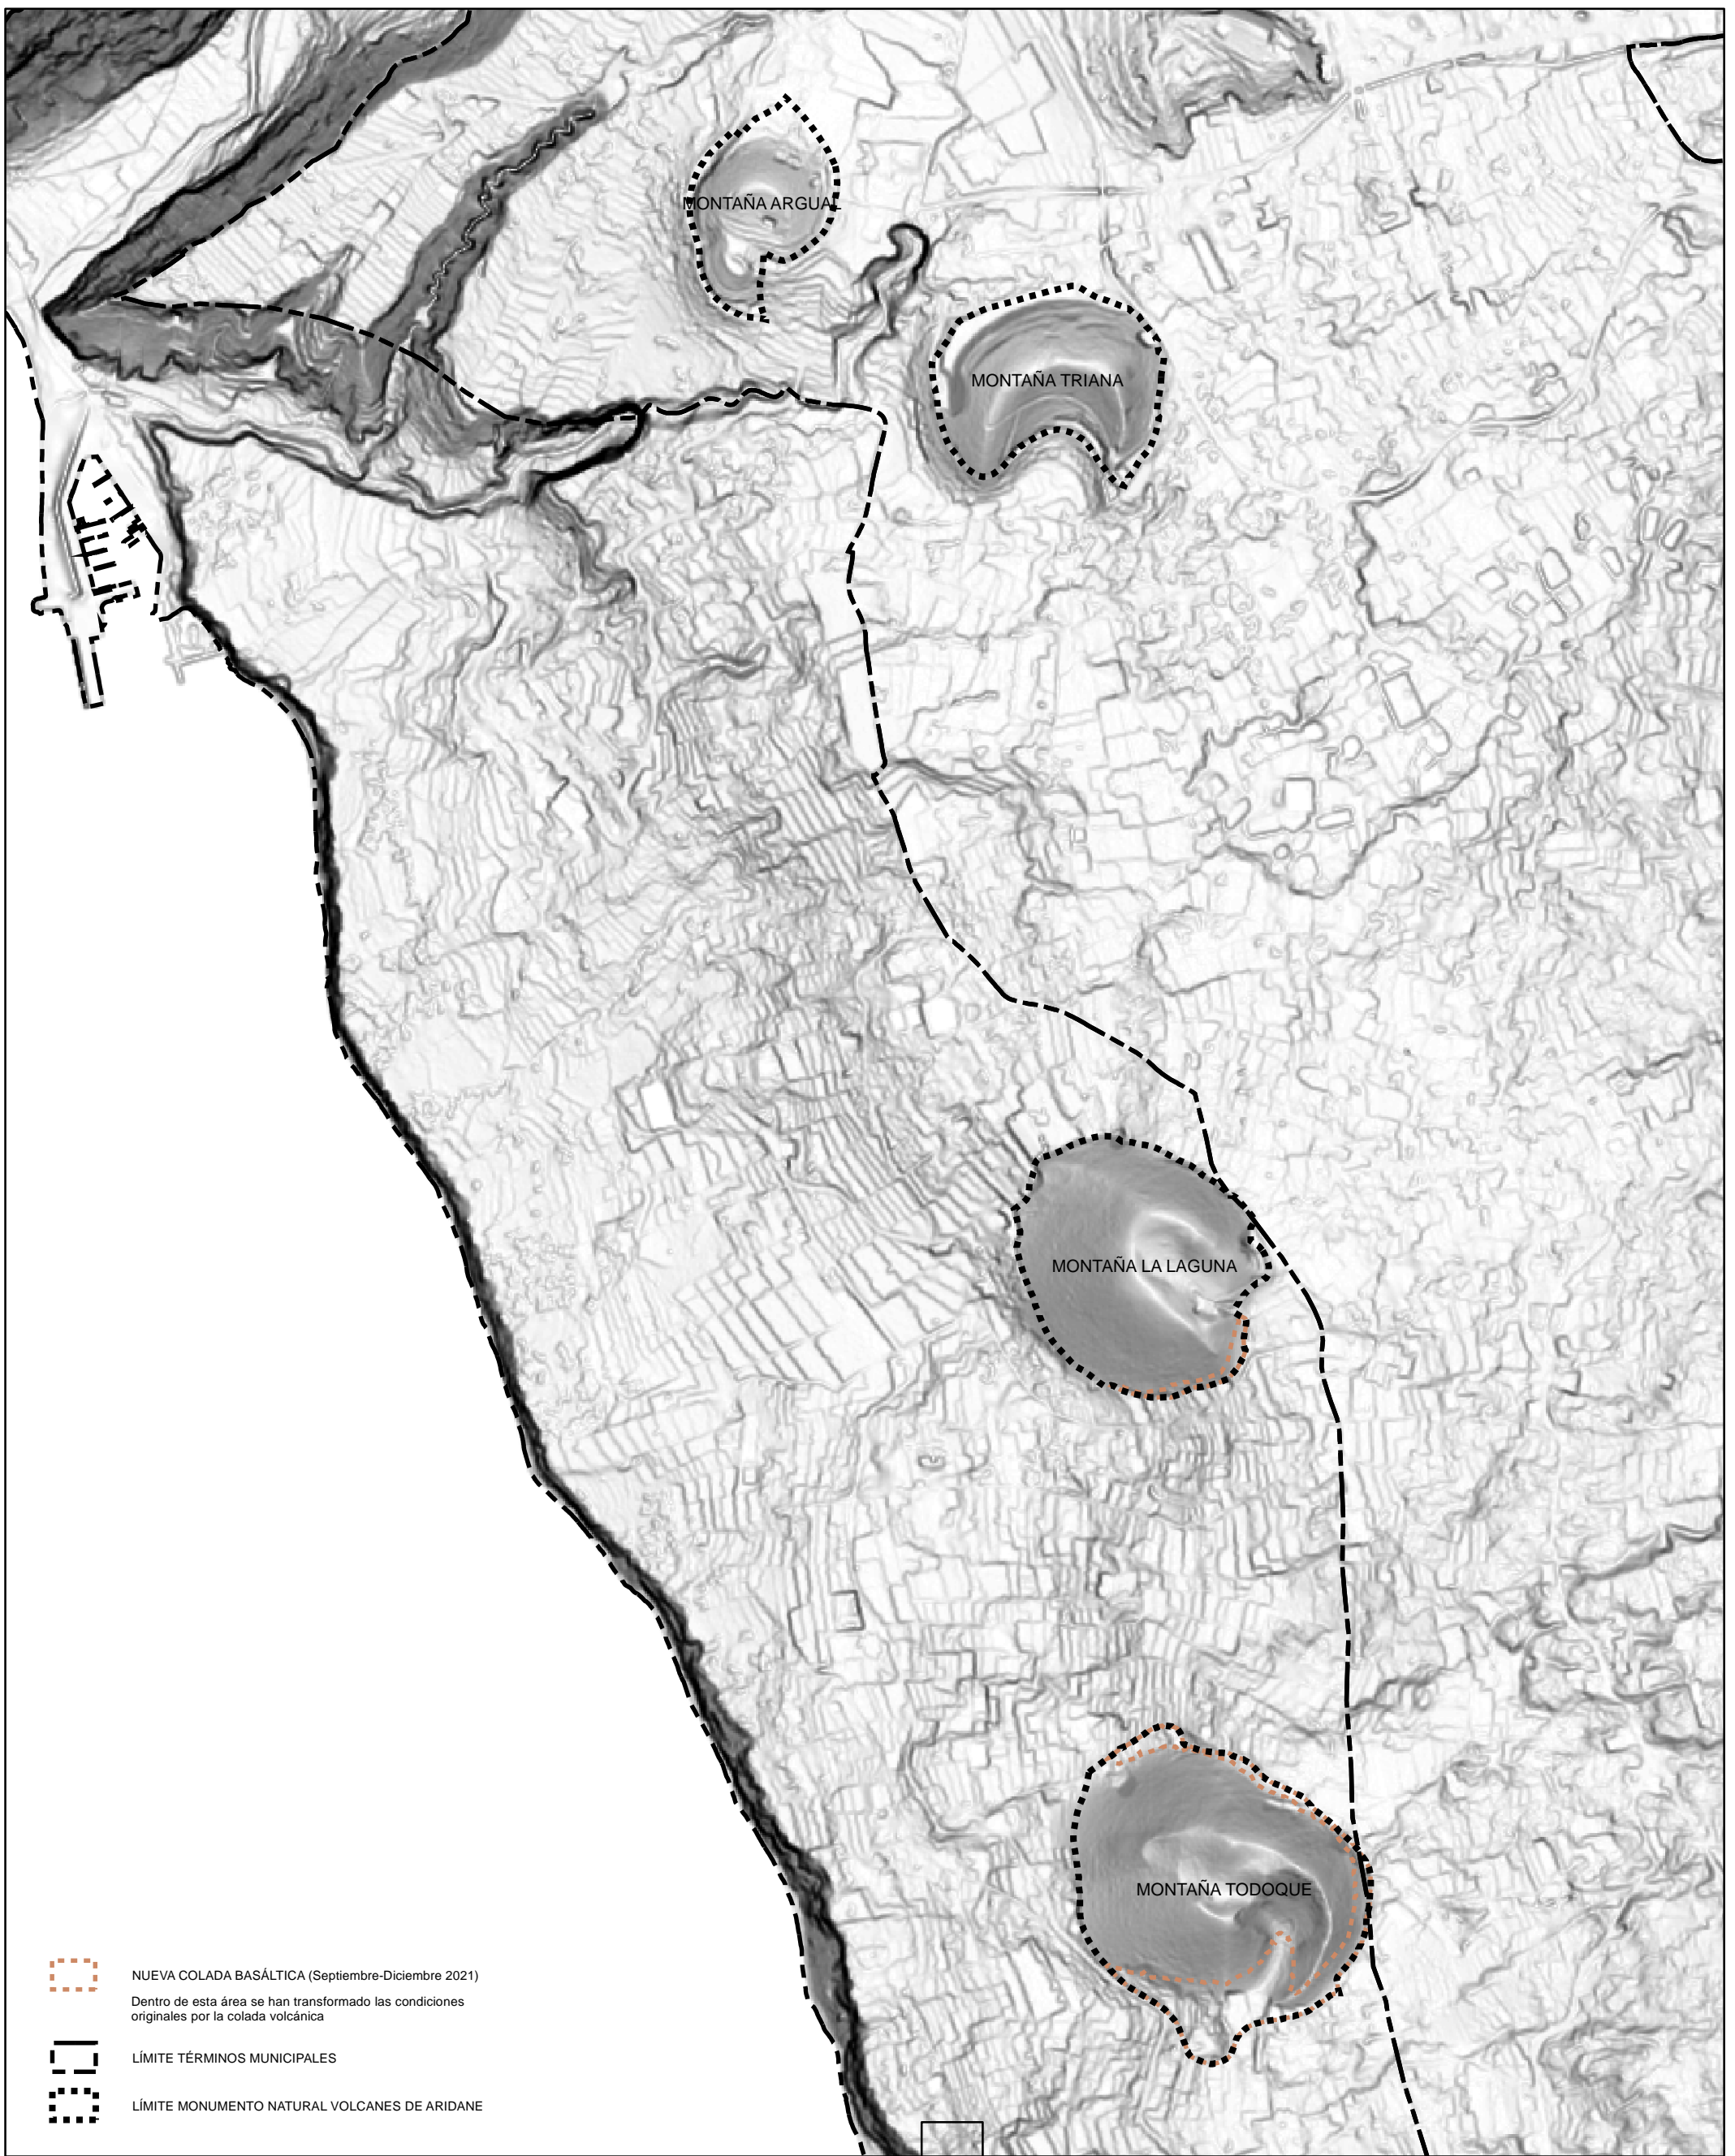 MONTAÑA ARGUAL
MONTAÑA TRIANA
MONTAÑA LA LAGUNA
MONTAÑA TODOQUE
NUEVA COLADA BASÁLTICA (Septiembre-Diciembre 2021)
Dentro de esta área se han transformado las condiciones
originales por la colada volcánica
LÍMITE TÉRMINOS MUNICIPALES
LÍMITE MONUMENTO NATURAL VOLCANES DE ARIDANE